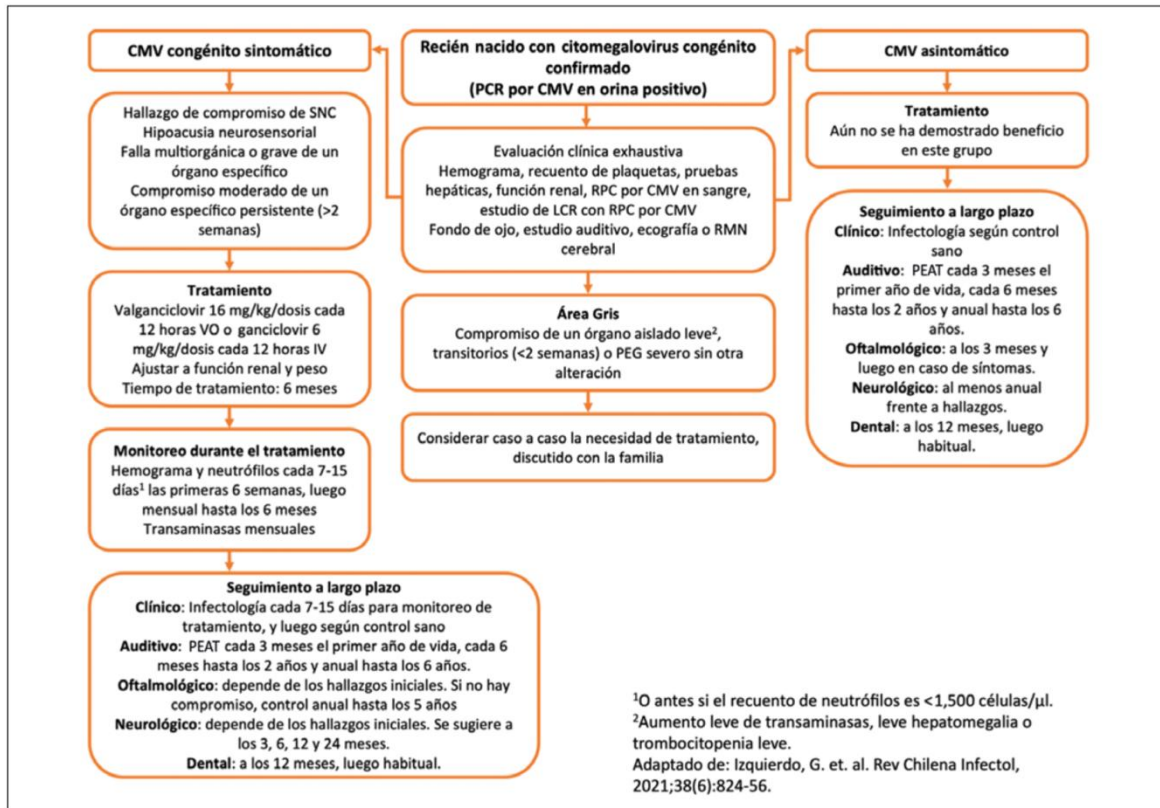 CMV congénito sintomático
Hallazgo de compromiso de SNC
Hipoacusia neurosensorial
Falla multiorgánica o grave de un
órgano específico
Compromiso moderado de un
órgano específico persistente (>2
semanas)
Tratamiento
Valganciclovir 16 mg/kg/dosis cada
12 horas VO o ganciclovir 6
mg/kg/dosis cada 12 horas IV
Ajustar a función renal y peso
Tiempo de tratamiento: 6 meses
Monitoreo durante el tratamiento
Hemograma y neutrófilos cada 7-15
días¹ las primeras 6 semanas, luego
mensual hasta los 6 meses
Transaminasas mensuales
Seguimiento a largo plazo
Clínico: Infectología cada 7-15 días para monitoreo de
tratamiento, y luego según control sano
Auditivo: PEAT cada 3 meses el primer año de vida, cada 6
meses hasta los 2 años y anual hasta los 6 años.
Oftalmológico: depende de los hallazgos iniciales. Si no hay
compromiso, control anual hasta los 5 años
Neurológico: depende de los hallazgos iniciales. Se sugiere a
los 3, 6, 12 y 24 meses.
Dental: a los 12 meses, luego habitual.
Recién nacido con citomegalovirus congénito
confirmado
(PCR por CMV en orina positivo)
Evaluación clínica exhaustiva
Hemograma, recuento de plaquetas, pruebas
hepáticas, función renal, RPC por CMV en sangre,
estudio de LCR con RPC por CMV
Fondo de ojo, estudio auditivo, ecografía o RMN
cerebral
Área Gris
Compromiso de un órgano aislado leve²,
transitorios (<2 semanas) o PEG severo sin otra
alteración
Considerar caso a caso la necesidad de tratamiento,
discutido con la familia
CMV asintomático
Tratamiento
Aún no se ha demostrado beneficio
en este grupo
Seguimiento a largo plazo
Clínico: Infectología según control
sano
Auditivo: PEAT cada 3 meses el
primer año de vida, cada 6 meses
hasta los 2 años y anual hasta los 6
años.
Oftalmológico: a los 3 meses y
luego en caso de síntomas.
Neurológico: al menos anual
frente a hallazgos.
Dental: a los 12 meses, luego
habitual.
¹O antes si el recuento de neutrófilos es <1,500 células/µl.
²Aumento leve de transaminasas, leve hepatomegalia o
trombocitopenia leve.
Adaptado de: Izquierdo, G. et. al. Rev Chilena Infectol,
2021;38(6):824-56.